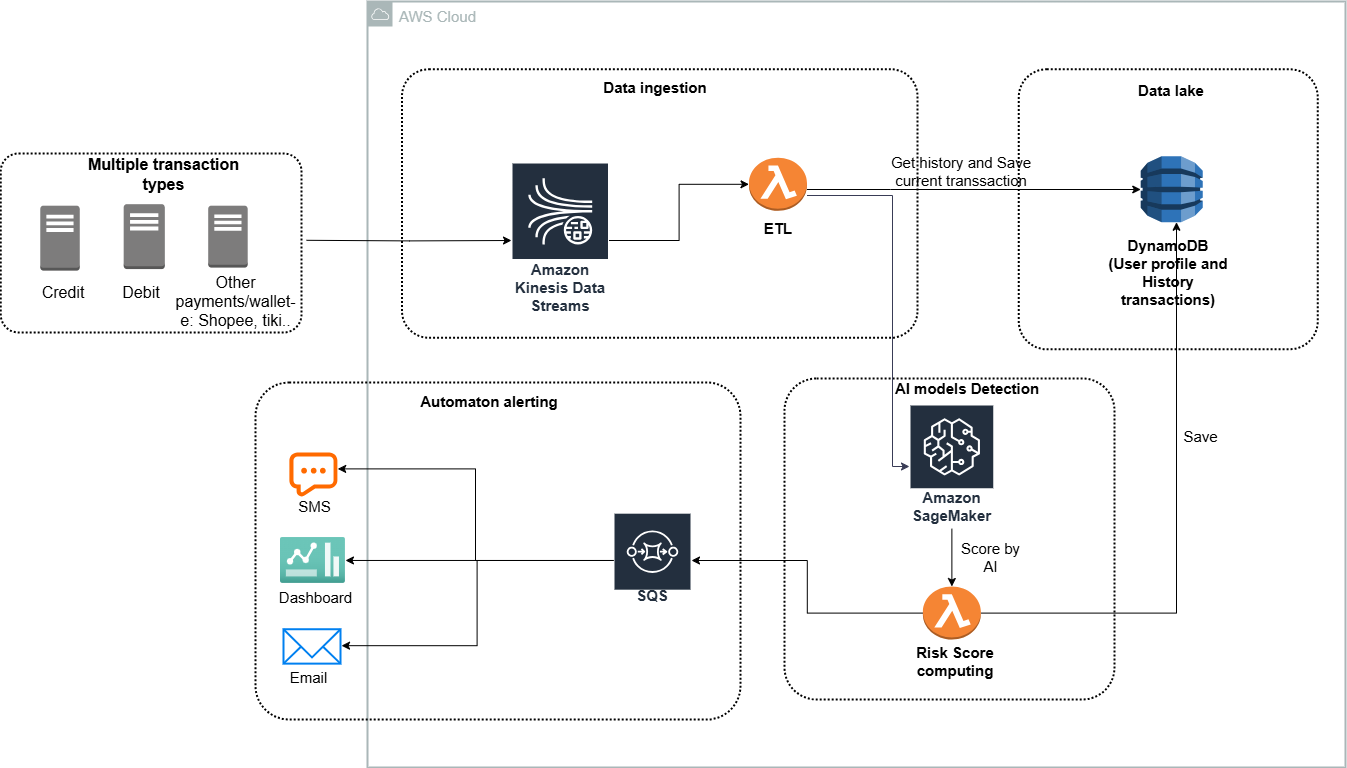 AWS Cloud
Data ingestion
Data lake
Multiple transaction
types
Get history and Save
current transsaction
ETL
DynamoDB
(User profile and
History
transactions)
Amazon
Kinesis Data
Streams
Credit
Debit
Other
payments/wallet-
e: Shopee, tiki..
Automaton alerting
AI models Detection
Save
SMS
Amazon
SageMaker
Score by
AI
SQS
Dashboard
Risk Score
computing
Email